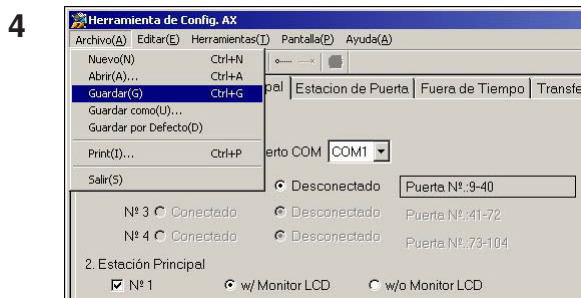 4
Herramienta de Config. AX
Archivo(A) Editar(E) Herramientas(T) Pantalla(P) Ayuda(A)
Nuevo(N) Ctrl+N
Abrir(A)... Ctrl+A
Guardar(G) Ctrl+G
Guardar como(U)...
Guardar por Defecto(D)
Print(I)... Ctrl+P
Salir(S)
pal Estacion de Puerta Fuera de Tiempo Transfe
erto COM COM1
Desconectado Puerta Nº.:9-40
Nº 3 Conectado Desconectado Puerta Nº.:41-72
Nº 4 Conectado Desconectado Puerta Nº.:73-104
2. Estación Principal
Nº 1 w/ Monitor LCD w/o Monitor LCD